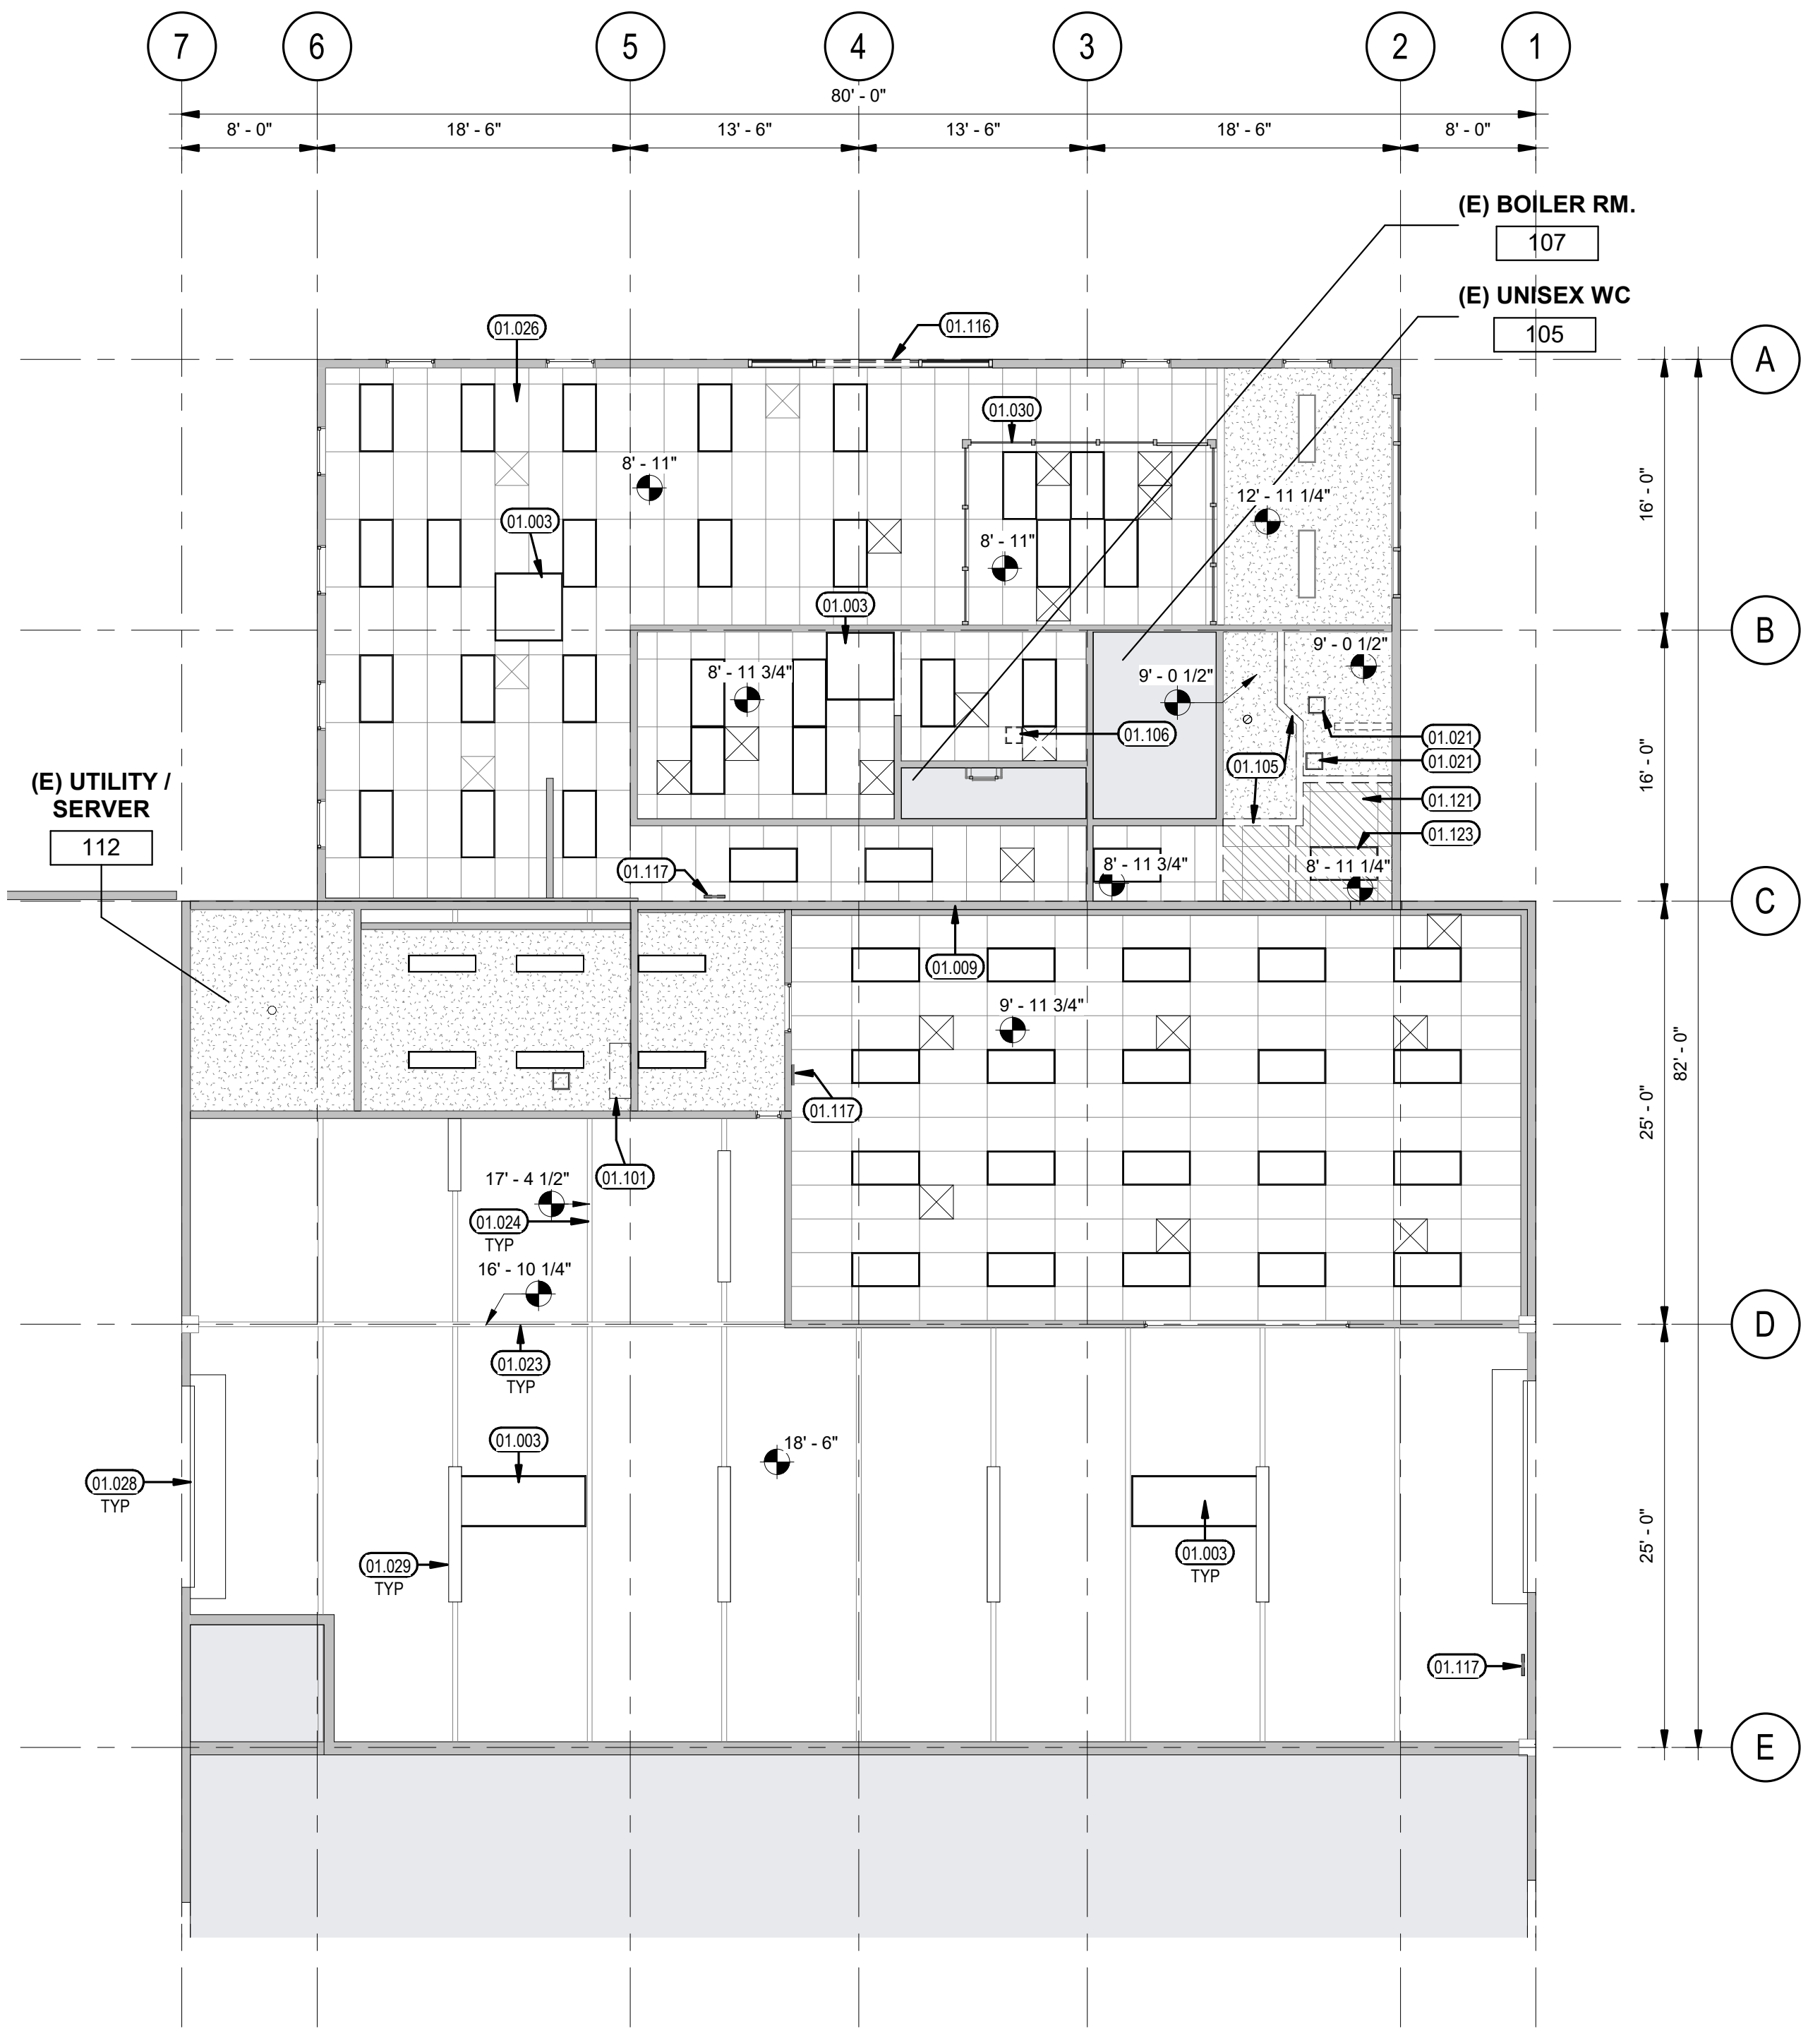 7 6 5 4 3 2 1
80' - 0"
8' - 0" 18' - 6" 13' - 6" 13' - 6" 18' - 6" 8' - 0"
(E) BOILER RM.
107
(E) UNISEX WC
105
01.026
01.116
A
01.030
8' - 11"
12' - 11 1/4"
16' - 0"
01.003
8' - 11"
01.003
B
9' - 0 1/2"
8' - 11 3/4"
9' - 0 1/2"
01.106
01.021
01.021
01.105
16' - 0"
(E) UTILITY /
SERVER
112
01.121
01.123
01.117
8' - 11 3/4"
8' - 11 1/4"
C
01.009
9' - 11 3/4"
82' - 0"
25' - 0"
01.117
01.101
17' - 4 1/2"
01.024
TYP
16' - 10 1/4"
D
01.023
TYP
01.003
18' - 6"
01.028
TYP
25' - 0"
01.029
TYP
01.003
TYP
01.117
E